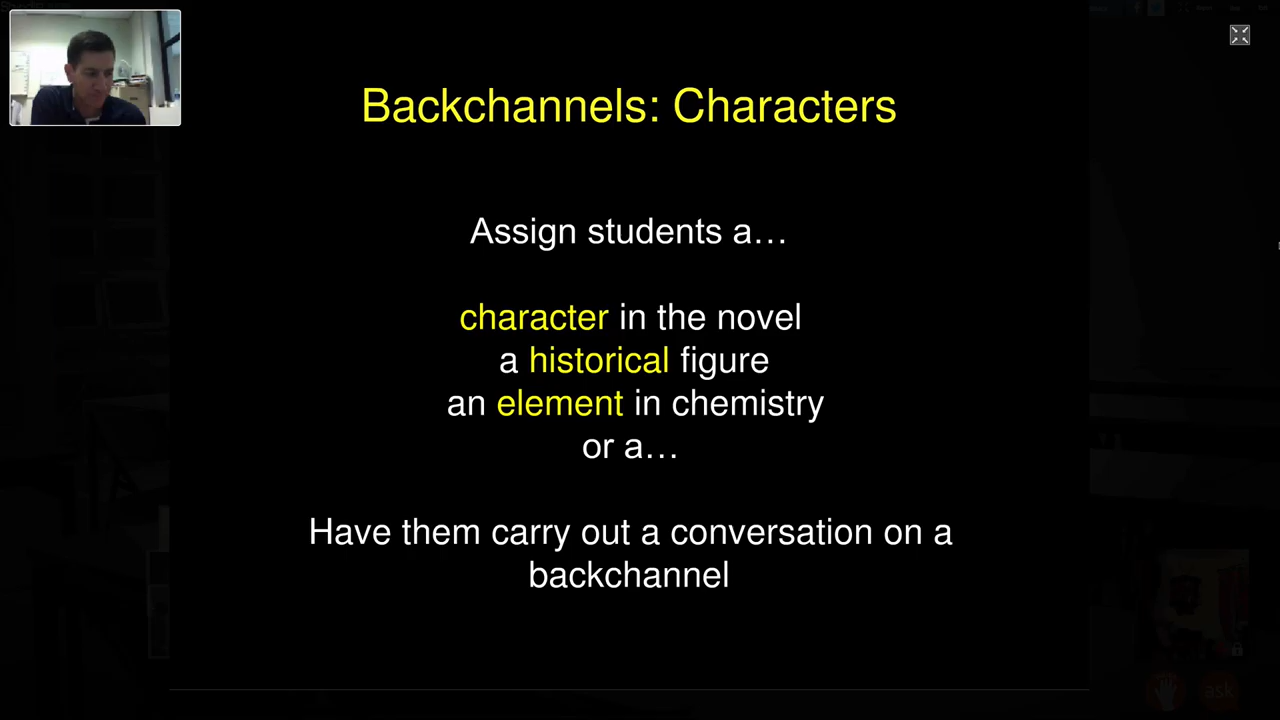 Backchannels: Characters
Assign students a…
character in the novel
a historical figure
an element in chemistry
or a…
Have them carry out a conversation on a
backchannel
ask